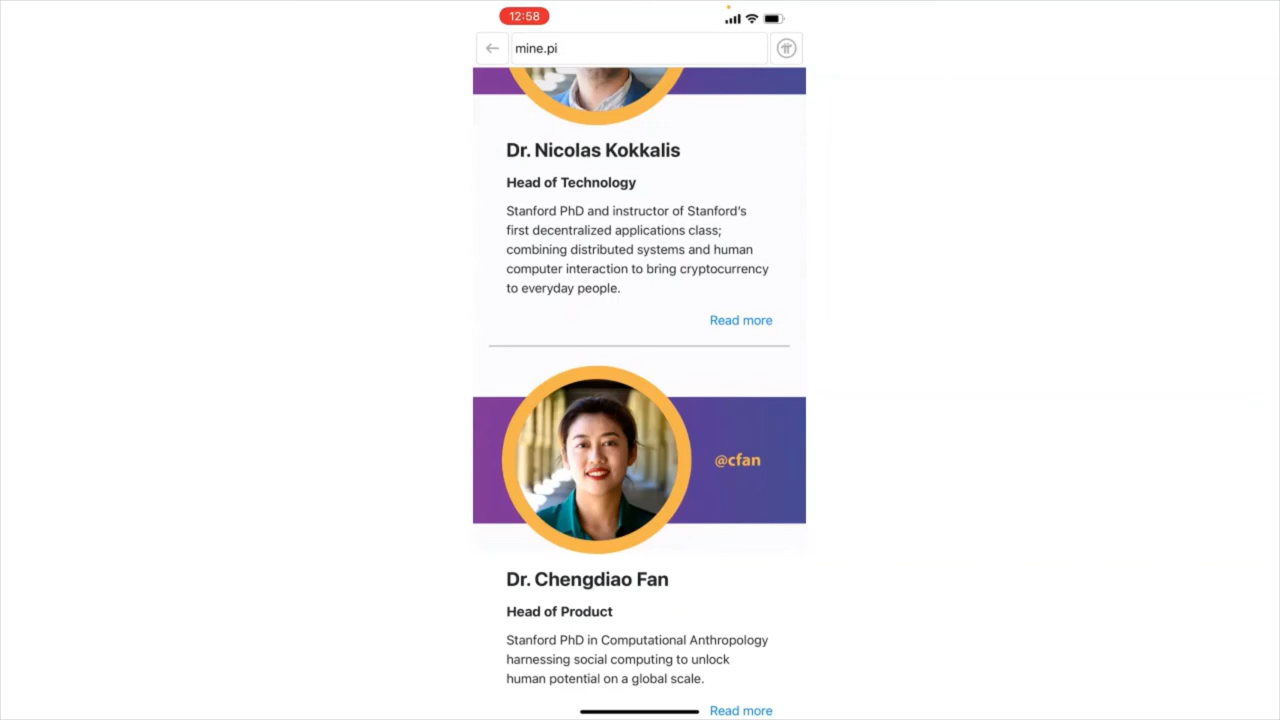 12:58
mine.pi
Dr. Nicolas Kokkalis
Head of Technology
Stanford PhD and instructor of Stanford's
first decentralized applications class;
combining distributed systems and human
computer interaction to bring cryptocurrency
to everyday people.
Read more
@cfan
Dr. Chengdiao Fan
Head of Product
Stanford PhD in Computational Anthropology
harnessing social computing to unlock
human potential on a global scale.
Read more